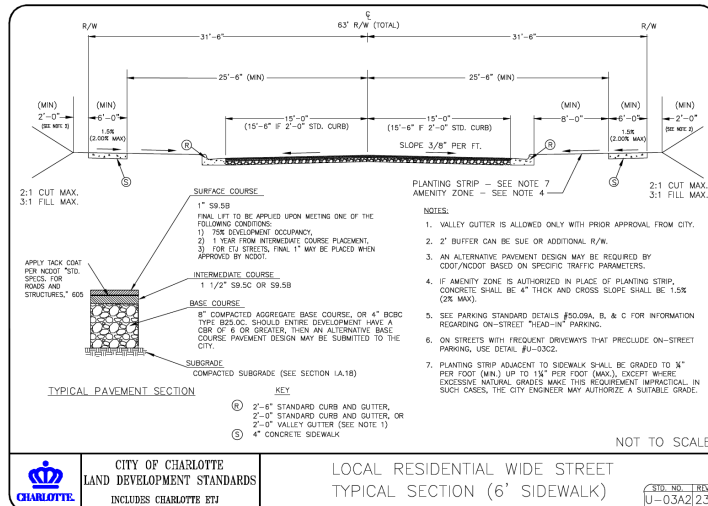 ℄
R/W
63' R/W (TOTAL)
R/W
31'-6"
31'-6"
25'-6" (MIN)
25'-6" (MIN)
(MIN)
2'-0"
(SEE NOTE 2)
(MIN)
6'-0"
1.5%
(2.00% MAX)
15'-0"
(15'-6" IF 2'-0" STD. CURB)
15'-0"
(15'-6" IF 2'-0" STD. CURB)
(MIN)
8'-0"
(MIN)
6'-0"
1.5%
(2.00% MAX)
(MIN)
2'-0"
(SEE NOTE 2)
R
SLOPE 3/8" PER FT.
R
S
S
2:1 CUT MAX.
3:1 FILL MAX.
PLANTING STRIP – SEE NOTE 7
AMENITY ZONE – SEE NOTE 4
2:1 CUT MAX.
3:1 FILL MAX.
SURFACE COURSE
1" S9.5B
FINAL LIFT TO BE APPLIED UPON MEETING ONE OF THE
FOLLOWING CONDITIONS:
1) 75% DEVELOPMENT OCCUPANCY,
2) 1 YEAR FROM INTERMEDIATE COURSE PLACEMENT,
3) FOR ETJ STREETS, FINAL 1" MAY BE PLACED WHEN
APPROVED BY NCDOT.
APPLY TACK COAT
PER NCDOT "STD.
SPECS. FOR
ROADS AND
STRUCTURES," 605
INTERMEDIATE COURSE
1 1/2" S9.5C OR S9.5B
BASE COURSE
8" COMPACTED AGGREGATE BASE COURSE, OR 4" BCBC
TYPE B25.0C. SHOULD ENTIRE DEVELOPMENT HAVE A
CBR OF 6 OR GREATER, THEN AN ALTERNATIVE BASE
COURSE PAVEMENT DESIGN MAY BE SUBMITTED TO THE
CITY.
SUBGRADE
COMPACTED SUBGRADE (SEE SECTION I.A.18)
TYPICAL PAVEMENT SECTION
KEY
R 2'-6" STANDARD CURB AND GUTTER,
2'-0" STANDARD CURB AND GUTTER, OR
2'-0" VALLEY GUTTER (SEE NOTE 1)
S 4" CONCRETE SIDEWALK
NOTES:
1. VALLEY GUTTER IS ALLOWED ONLY WITH PRIOR APPROVAL FROM CITY.
2. 2' BUFFER CAN BE SUE OR ADDITIONAL R/W.
3. AN ALTERNATIVE PAVEMENT DESIGN MAY BE REQUIRED BY
CDOT/NCDOT BASED ON SPECIFIC TRAFFIC PARAMETERS.
4. IF AMENITY ZONE IS AUTHORIZED IN PLACE OF PLANTING STRIP,
CONCRETE SHALL BE 4" THICK AND CROSS SLOPE SHALL BE 1.5%
(2% MAX).
5. SEE PARKING STANDARD DETAILS #50.09A, B, & C FOR INFORMATION
REGARDING ON-STREET "HEAD-IN" PARKING.
6. ON STREETS WITH FREQUENT DRIVEWAYS THAT PRECLUDE ON-STREET
PARKING, USE DETAIL #U-03C2.
7. PLANTING STRIP ADJACENT TO SIDEWALK SHALL BE GRADED TO ¼"
PER FOOT (MIN.) UP TO 1¼" PER FOOT (MAX.), EXCEPT WHERE
EXCESSIVE NATURAL GRADES MAKE THIS REQUIREMENT IMPRACTICAL. IN
SUCH CASES, THE CITY ENGINEER MAY AUTHORIZE A SUITABLE GRADE.
NOT TO SCALE
CHARLOTTE.
CITY OF CHARLOTTE
LAND DEVELOPMENT STANDARDS
INCLUDES CHARLOTTE ETJ
LOCAL RESIDENTIAL WIDE STREET
TYPICAL SECTION (6' SIDEWALK)
STD. NO. REV.
U-03A2 23